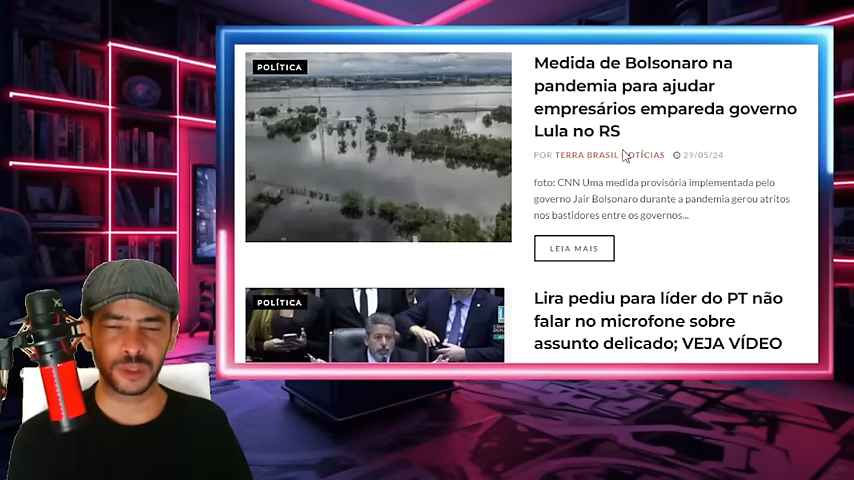 POLÍTICA
Medida de Bolsonaro na
pandemia para ajudar
empresários empareda governo
Lula no RS
POR TERRA BRASIL NOTÍCIAS 29/05/24
foto: CNN Uma medida provisória implementada pelo
governo Jair Bolsonaro durante a pandemia gerou atritos
nos bastidores entre os governos...
LEIA MAIS
POLÍTICA
Lira pediu para líder do PT não
falar no microfone sobre
assunto delicado; VEJA VÍDEO